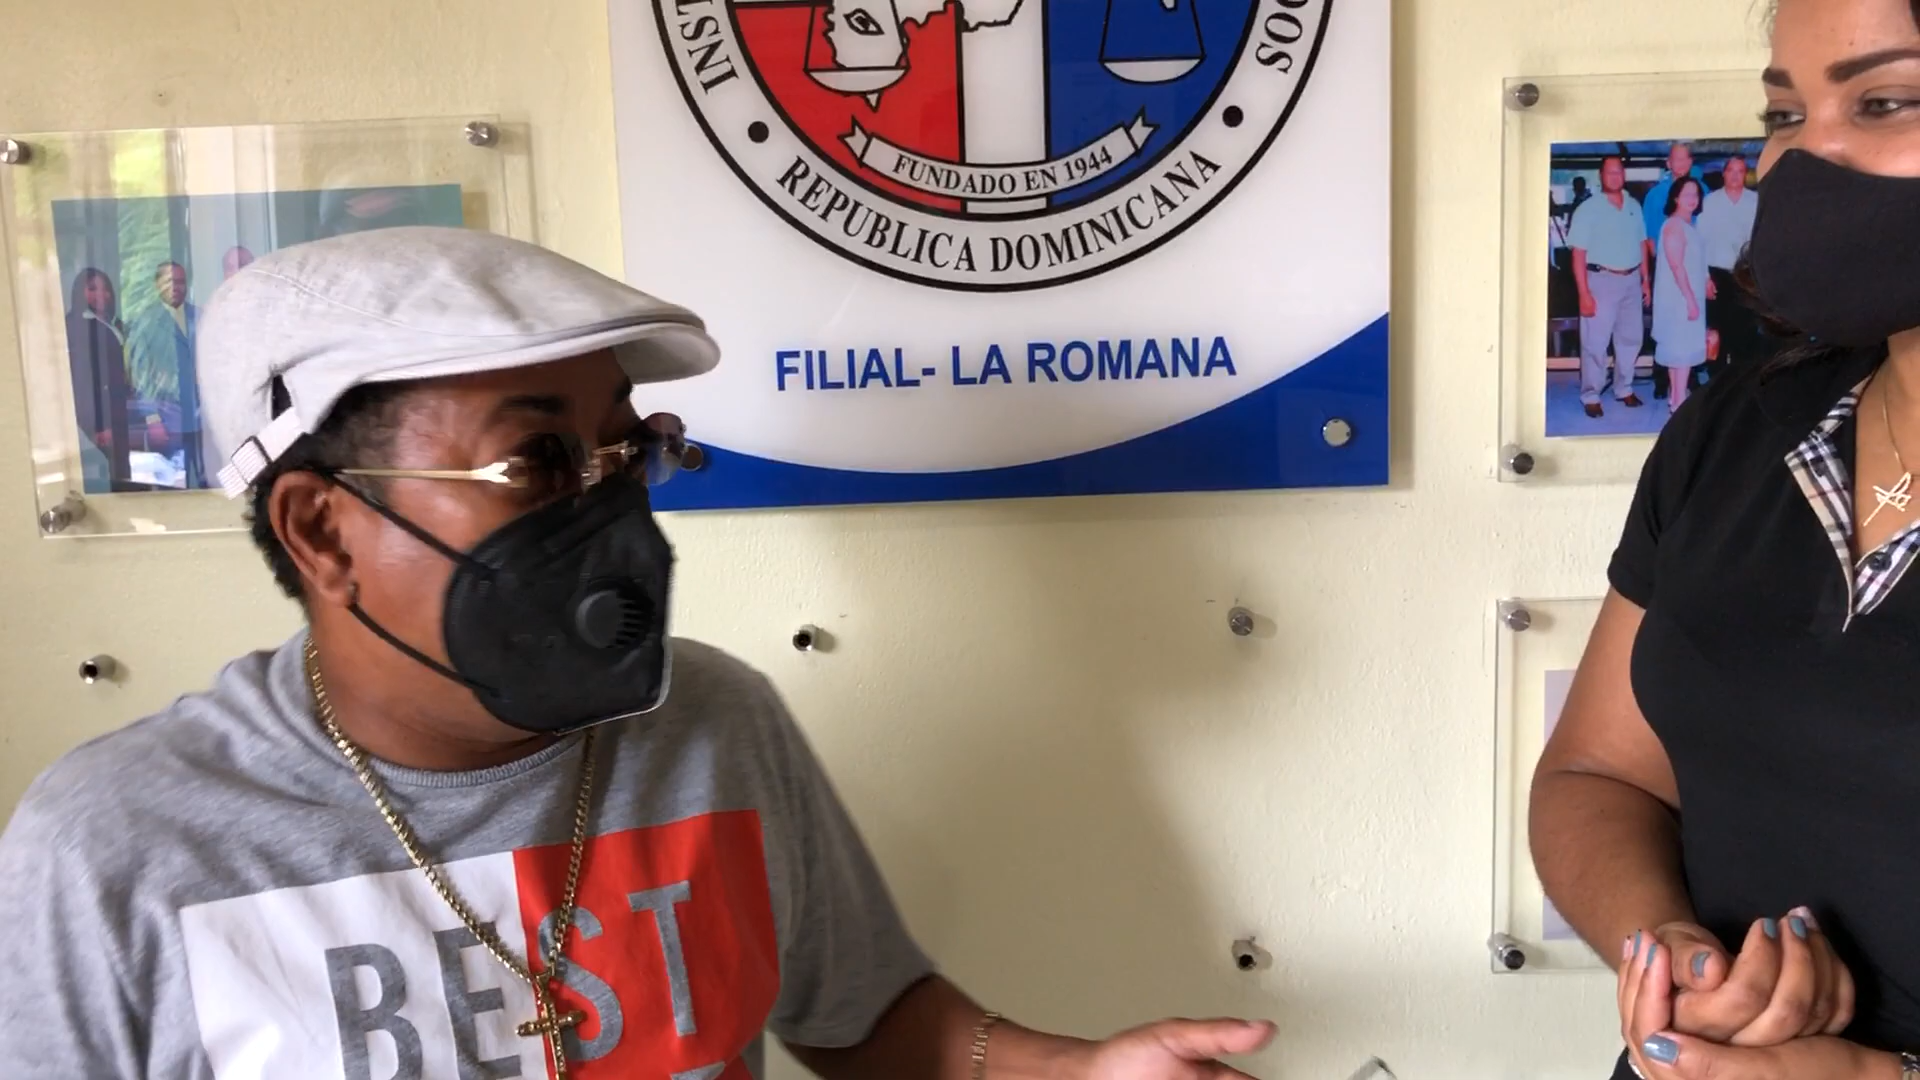 INST
SOC
FUNDADO EN 1944
REPUBLICA DOMINICANA
FILIAL- LA ROMANA
BEST